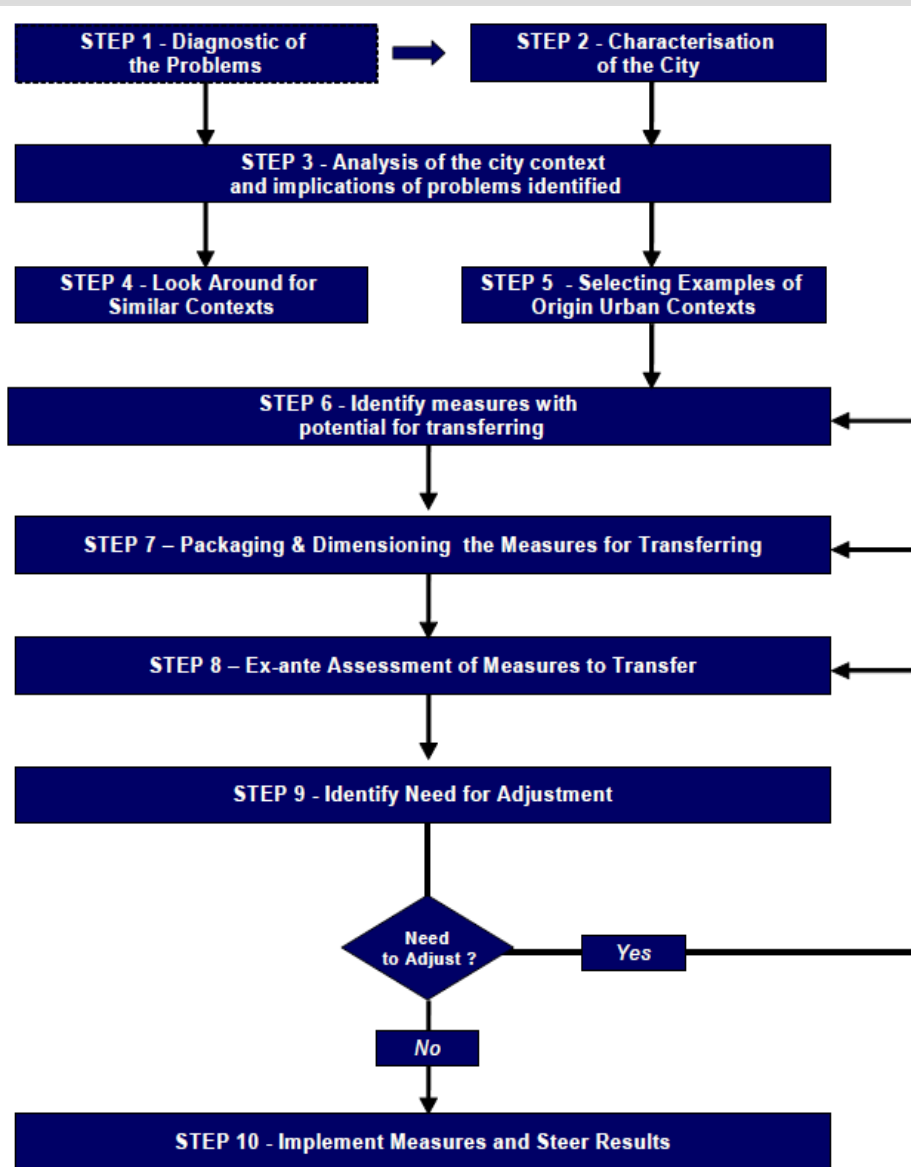 STEP 1 - Diagnostic of
the Problems
STEP 2 - Characterisation
of the City
STEP 3 - Analysis of the city context
and implications of problems identified
STEP 4 - Look Around for
Similar Contexts
STEP 5 - Selecting Examples of
Origin Urban Contexts
STEP 6 - Identify measures with
potential for transferring
STEP 7 – Packaging & Dimensioning the Measures for Transferring
STEP 8 – Ex-ante Assessment of Measures to Transfer
STEP 9 - Identify Need for Adjustment
Need
to Adjust ?
Yes
No
STEP 10 - Implement Measures and Steer Results